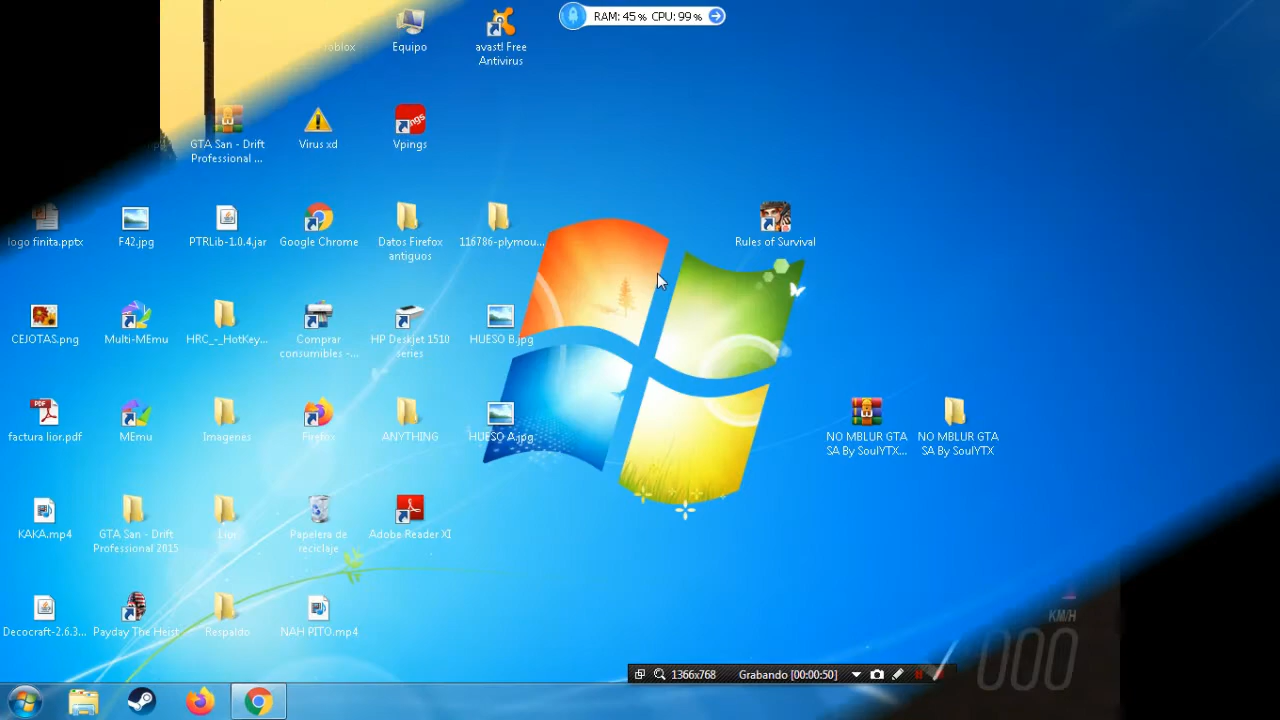 RAM: 45% CPU: 99%
roblox
Equipo
avast! Free
Antivirus
GTA San - Drift
Professional ...
Virus xd
Vpings
logo finita.pptx
F42.jpg
PTRLib-1.0.4.jar
Google Chrome
Datos Firefox
antiguos
116786-plymou...
Rules of Survival
CEJOTAS.png
Multi-MEmu
HRC_-_HotKey...
Comprar
consumibles -...
HP Deskjet 1510
series
HUESO B.jpg
factura lior.pdf
MEmu
Imagenes
Firefox
ANYTHING
HUESO A.jpg
NO MBLUR GTA
SA By SoulYTX...
NO MBLUR GTA
SA By SoulYTX
KAKA.mp4
GTA San - Drift
Professional 2015
Papelera de
reciclaje
Adobe Reader XI
Decocraft-2.6.3...
Payday The Heist
Respaldo
NAH PITO.mp4
KM/H
000
1366x768
Grabando [00:00:50]